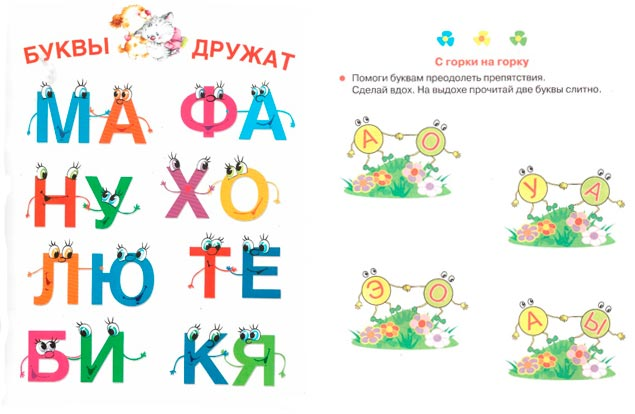 БУКВЫ ДРУЖАТ
МА ФА
НУ ХО
ЛЮ ТЕ
БИ КЯ
С горки на горку
Помоги буквам преодолеть препятствия.
Сделай вдох. На выдохе прочитай две буквы слитно.
А О
У А
Э О
А Ы